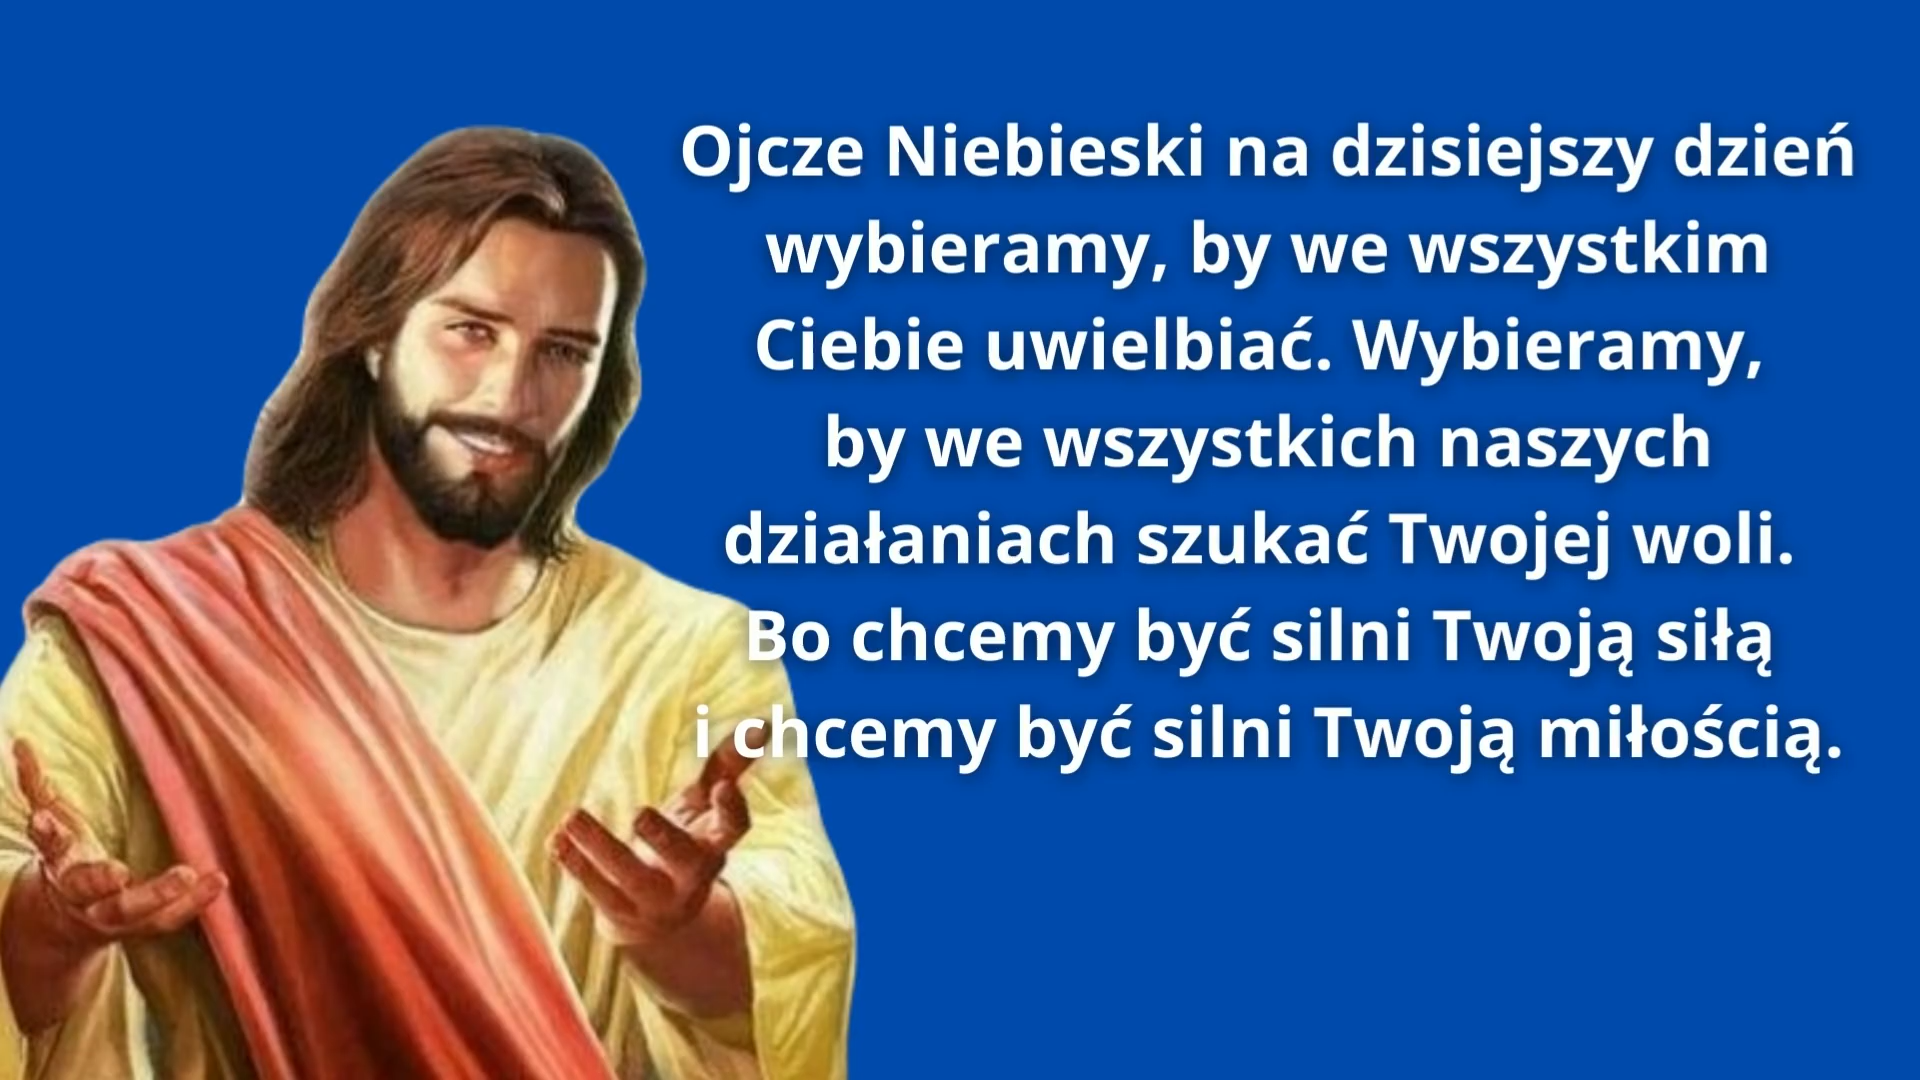 Ojcze Niebieski na dzisiejszy dzień
wybieramy, by we wszystkim
Ciebie uwielbiać. Wybieramy,
by we wszystkich naszych
działaniach szukać Twojej woli.
Bo chcemy być silni Twoją siłą
i chcemy być silni Twoją miłością.